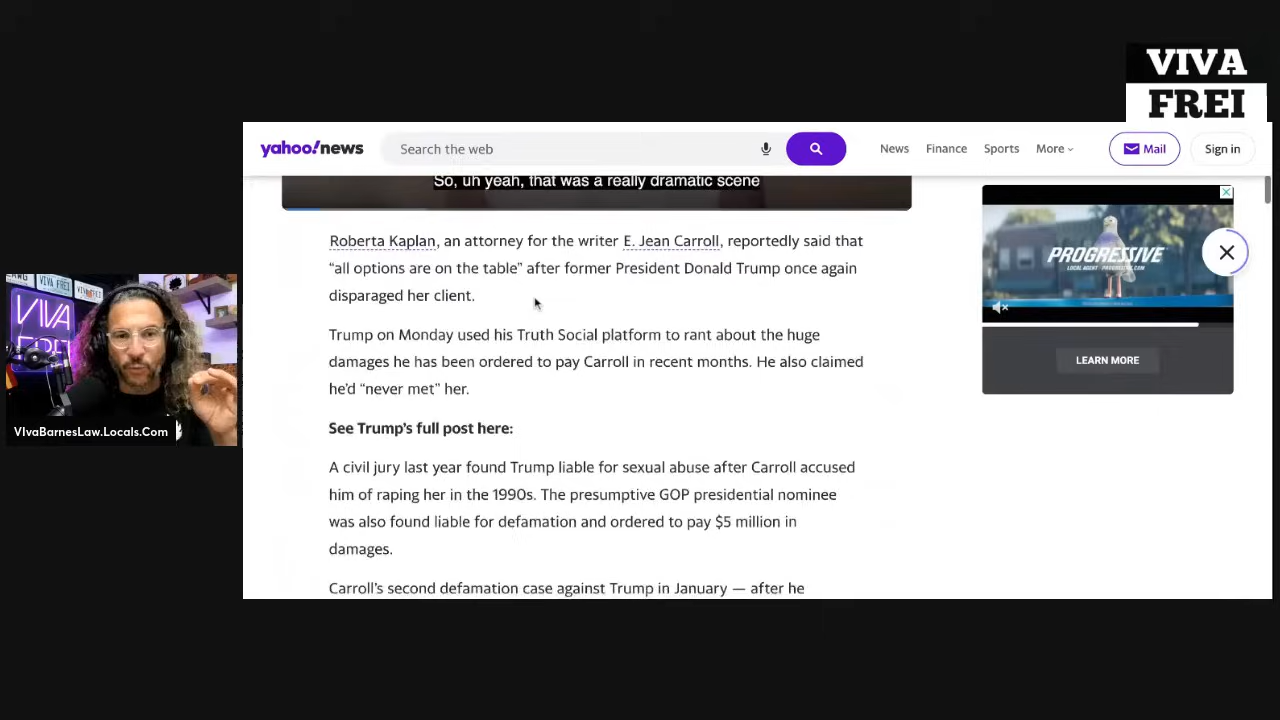 VIVA
FREI
yahoo!news
Search the web
News
Finance
Sports
More
Mail
Sign in
So, uh yeah, that was a really dramatic scene
Roberta Kaplan, an attorney for the writer E. Jean Carroll, reportedly said that
“all options are on the table” after former President Donald Trump once again
disparaged her client.
Trump on Monday used his Truth Social platform to rant about the huge
damages he has been ordered to pay Carroll in recent months. He also claimed
he’d “never met” her.
See Trump’s full post here:
A civil jury last year found Trump liable for sexual abuse after Carroll accused
him of raping her in the 1990s. The presumptive GOP presidential nominee
was also found liable for defamation and ordered to pay $5 million in
damages.
Carroll’s second defamation case against Trump in January — after he
PROGRESSIVE
LOCAL AGENT
LEARN MORE
VIVA
FREI
VIvaBarnesLaw.Locals.Com